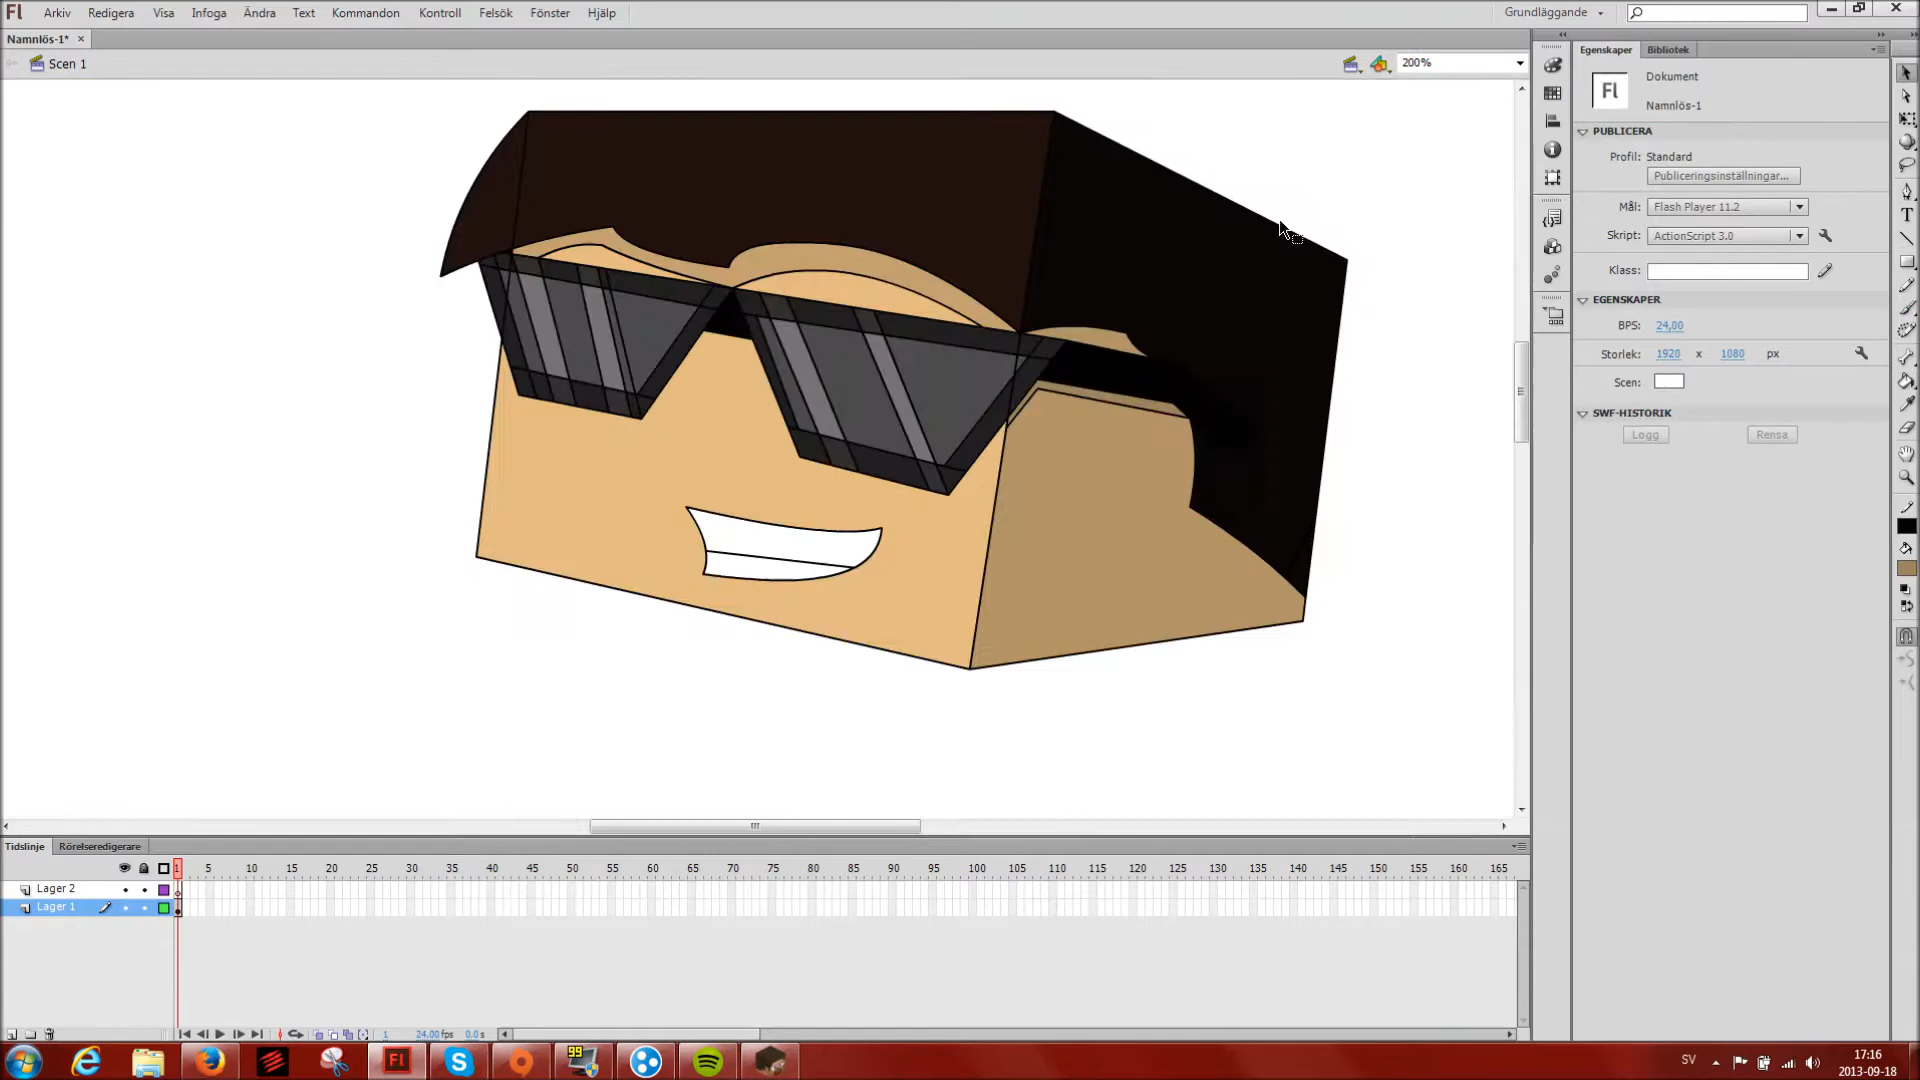 Fl Arkiv Redigera Visa Infoga Ändra Text Kommandon Kontroll Felsök Fönster Hjälp Grundläggande
Namnlös-1* ×
Scen 1 200%
Egenskaper Bibliotek
Fl Dokument
Namnlös-1
PUBLICERA
Profil: Standard
Publiceringsinställningar...
Mål: Flash Player 11.2
Skript: ActionScript 3.0
Klass:
EGENSKAPER
BPS: 24,00
Storlek: 1920 x 1080 px
Scen:
SWF-HISTORIK
Logg Rensa
Tidslinje Rörelseredigerare
1 5 10 15 20 25 30 35 40 45 50 55 60 65 70 75 80 85 90 95 100 105 110 115 120 125 130 135 140 145 150 155 160 165
Lager 2
Lager 1
1 24.00 fps 0.0 s
Fl 99 SV 17:16
2013-09-18